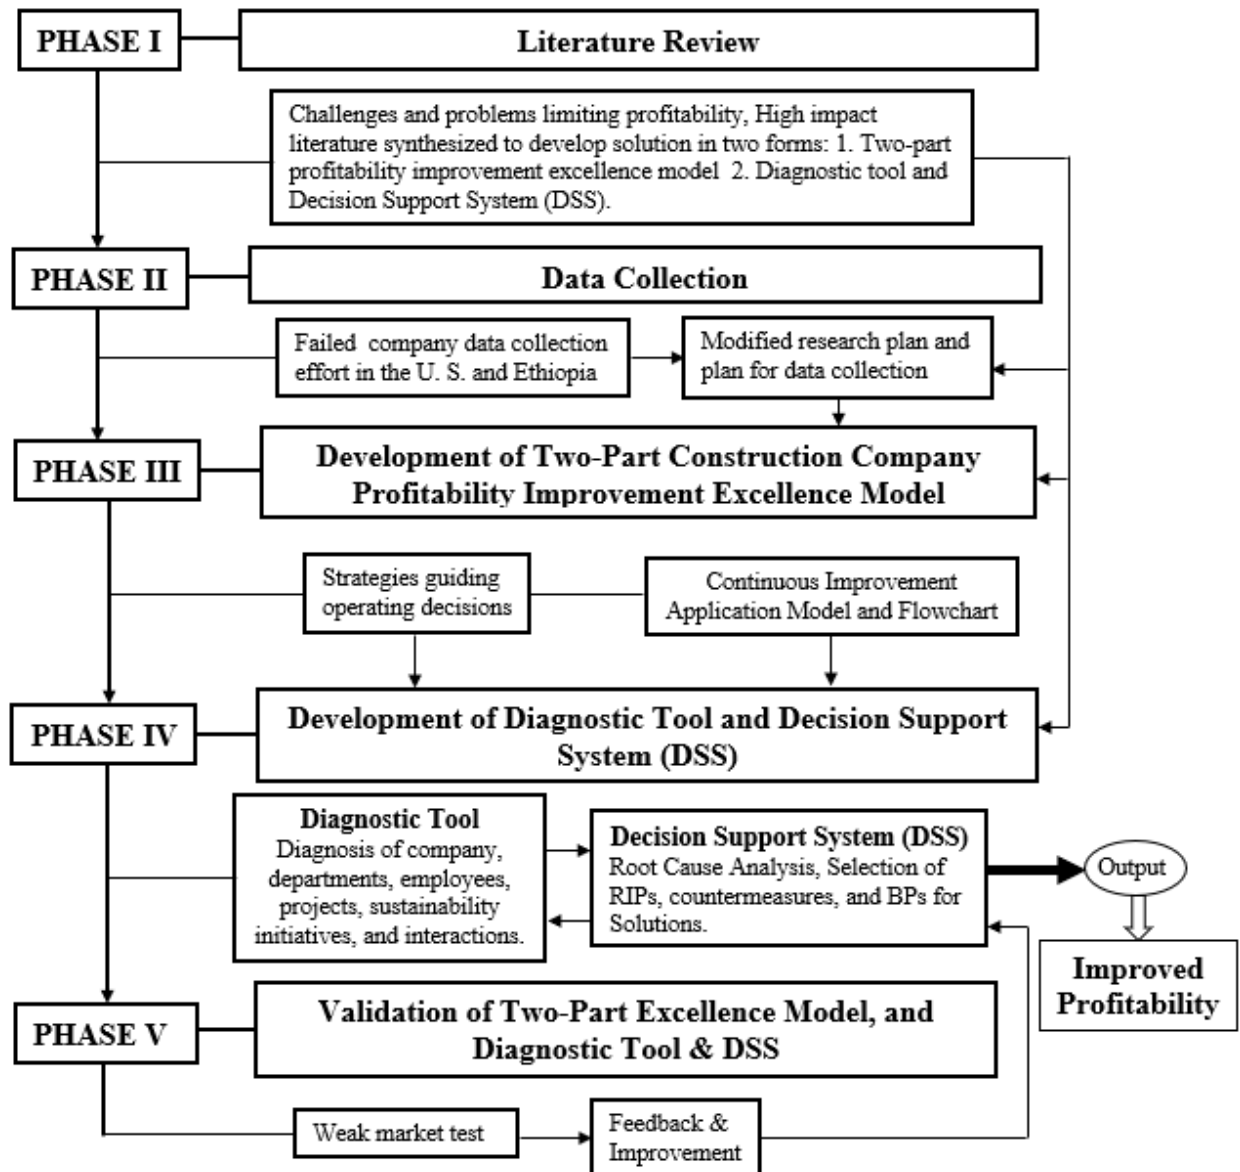 PHASE I
Literature Review
Challenges and problems limiting profitability, High impact
literature synthesized to develop solution in two forms: 1. Two-part
profitability improvement excellence model 2. Diagnostic tool and
Decision Support System (DSS).
PHASE II
Data Collection
Failed company data collection
effort in the U. S. and Ethiopia
Modified research plan and
plan for data collection
PHASE III
Development of Two-Part Construction Company
Profitability Improvement Excellence Model
Strategies guiding
operating decisions
Continuous Improvement
Application Model and Flowchart
PHASE IV
Development of Diagnostic Tool and Decision Support
System (DSS)
Diagnostic Tool
Diagnosis of company,
departments, employees,
projects, sustainability
initiatives, and interactions.
Decision Support System (DSS)
Root Cause Analysis, Selection of
RIPs, countermeasures, and BPs for
Solutions.
Output
Improved
Profitability
PHASE V
Validation of Two-Part Excellence Model, and
Diagnostic Tool & DSS
Weak market test
Feedback &
Improvement